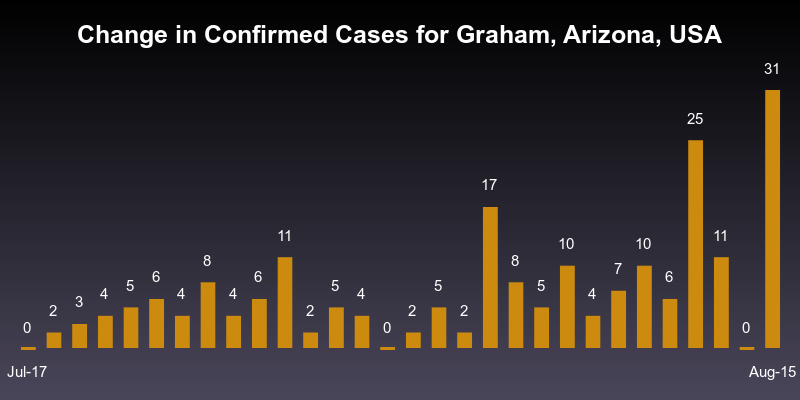 Change in Confirmed Cases for Graham, Arizona, USA
0 2 3 4 5 6 4 8 4 6 11 2 5 4 0 2 5 2 17 8 5 10 4 7 10 6 25 11 0 31
Jul-17 Aug-15